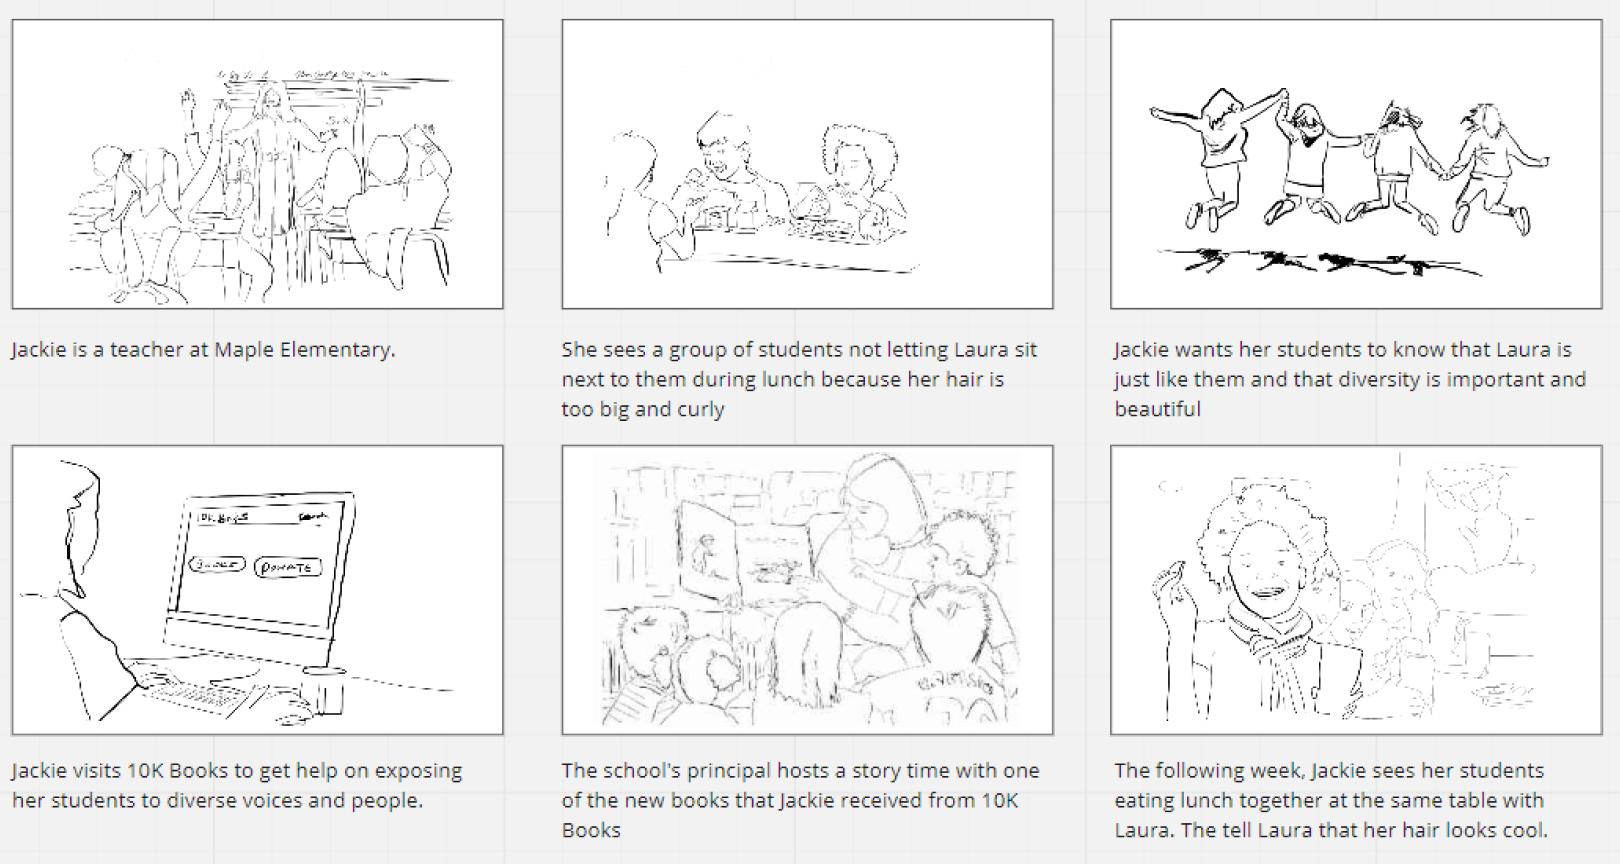 Jackie is a teacher at Maple Elementary.
She sees a group of students not letting Laura sit
next to them during lunch because her hair is
too big and curly
Jackie wants her students to know that Laura is
just like them and that diversity is important and
beautiful
DONATE
Jackie visits 10K Books to get help on exposing
her students to diverse voices and people.
The school's principal hosts a story time with one
of the new books that Jackie received from 10K
Books
The following week, Jackie sees her students
eating lunch together at the same table with
Laura. The tell Laura that her hair looks cool.